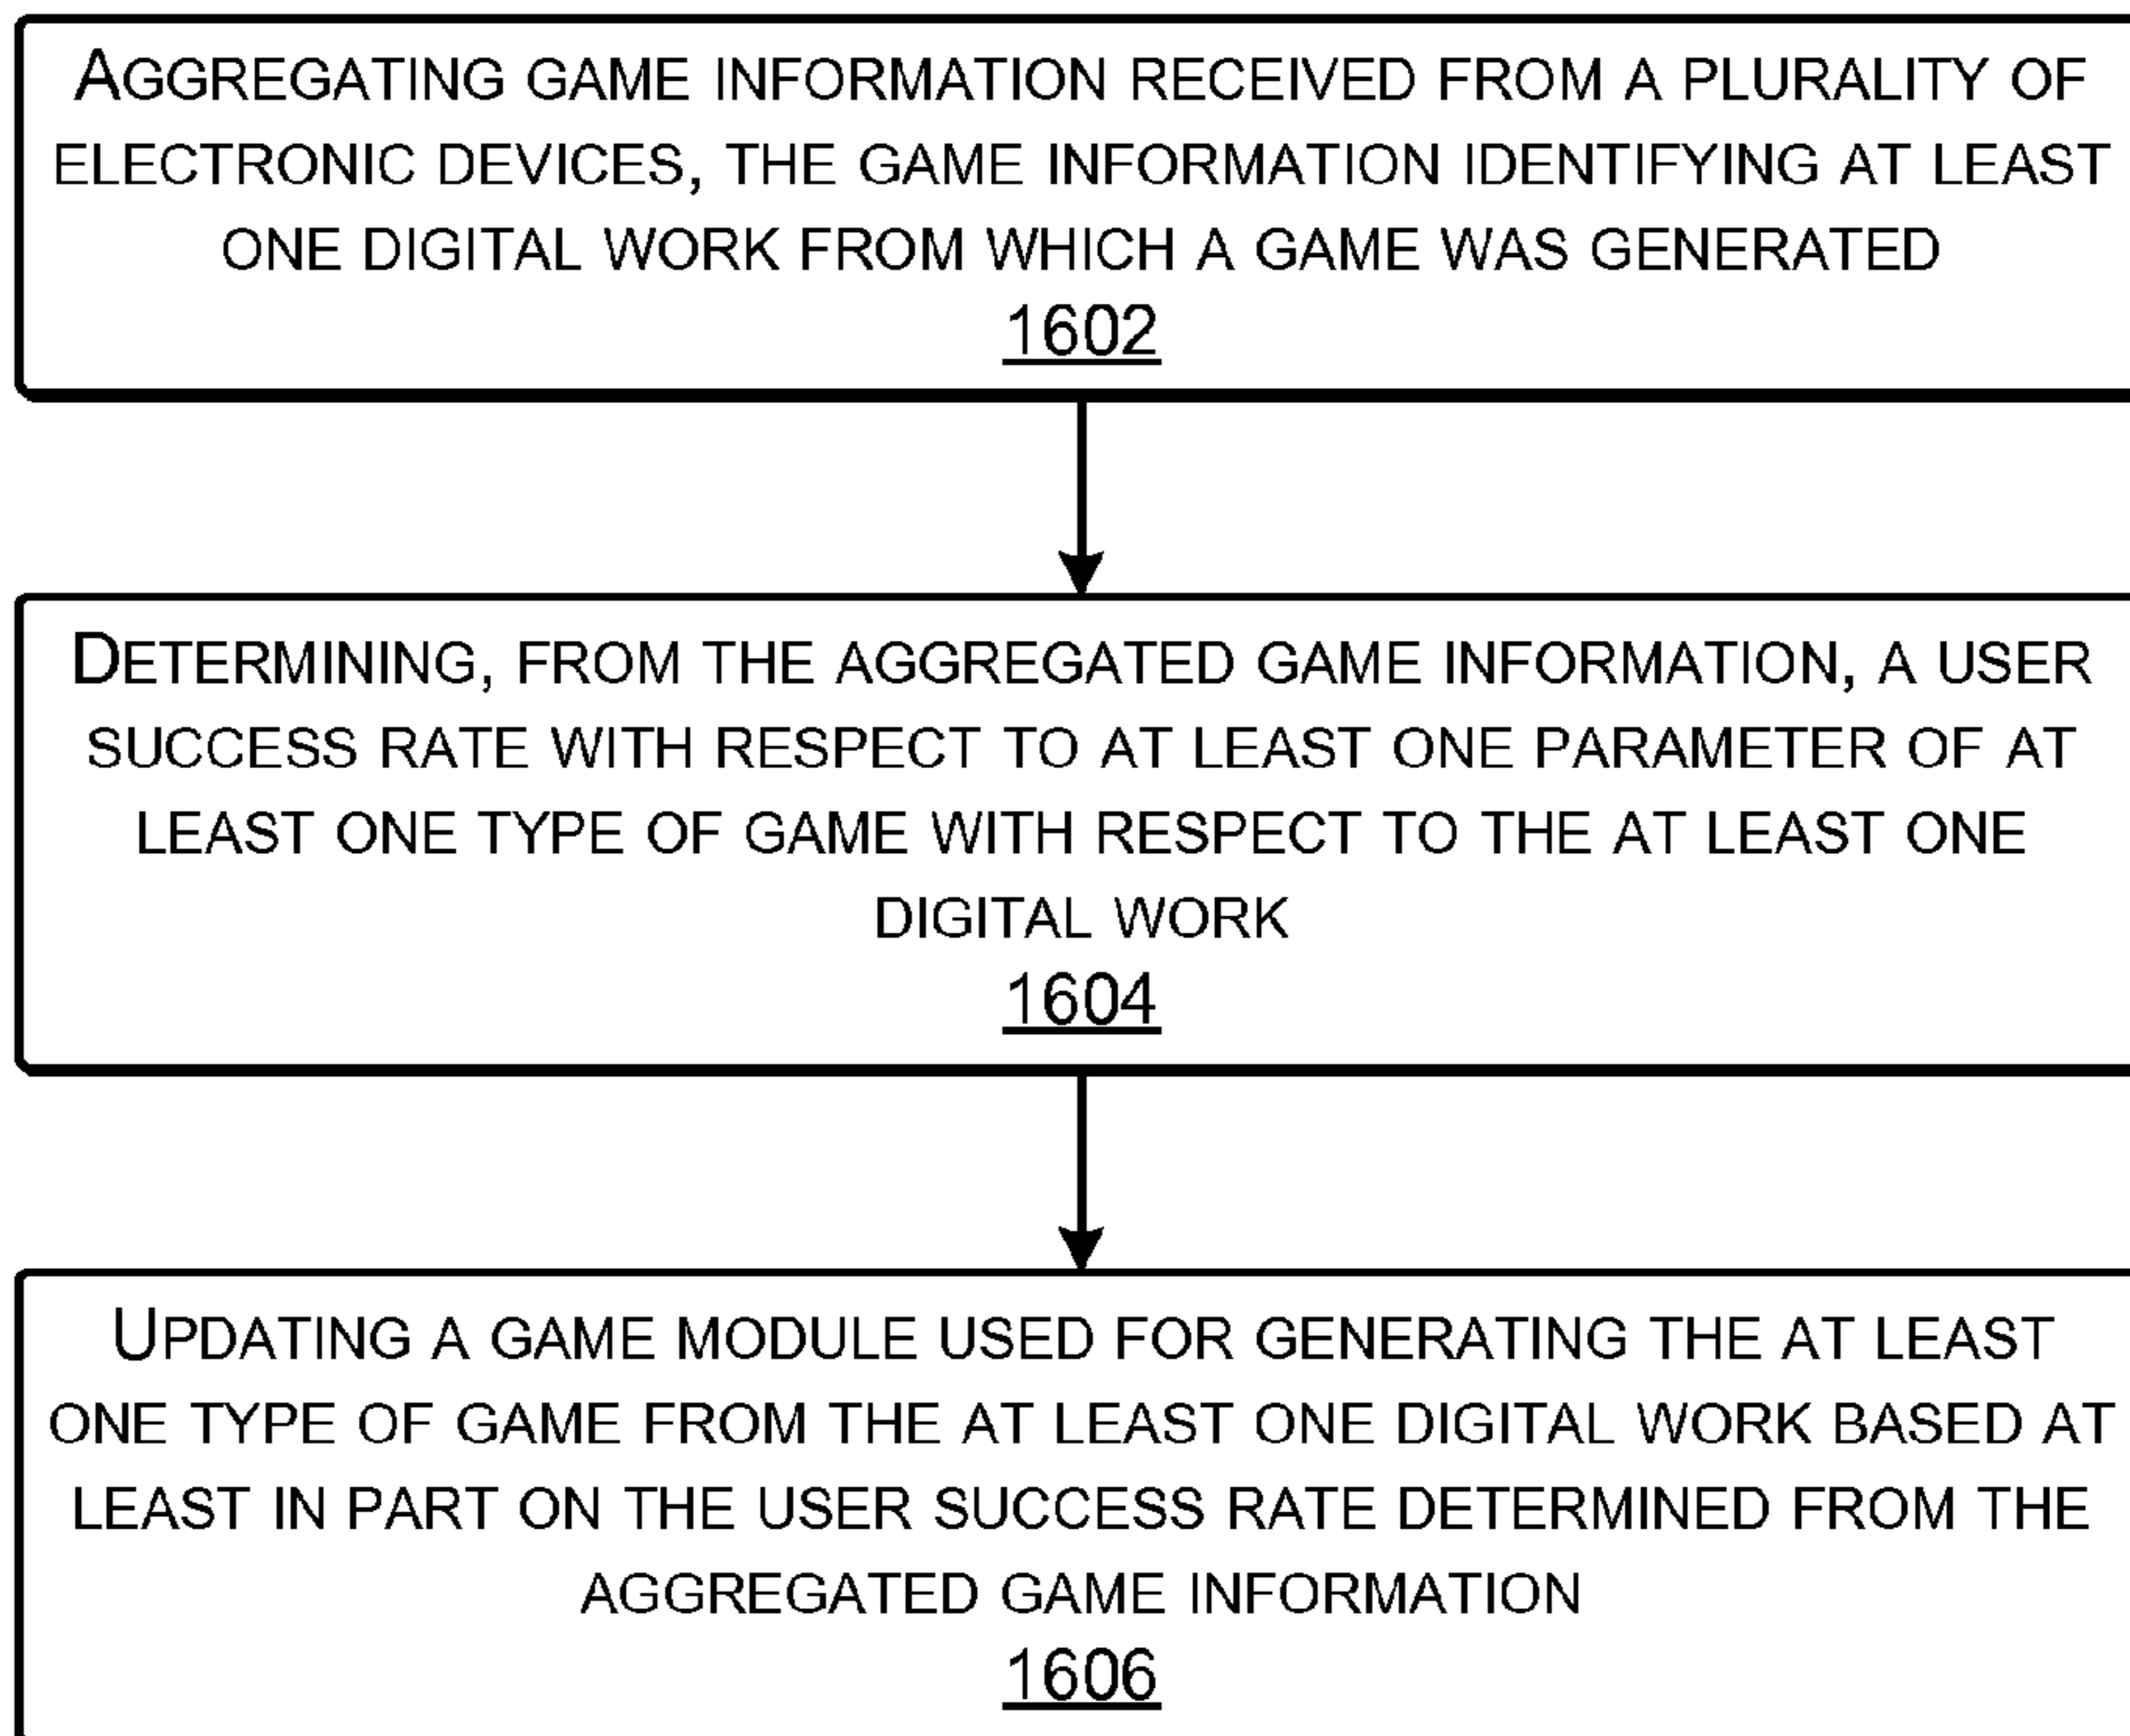 AGGREGATING GAME INFORMATION RECEIVED FROM A PLURALITY OF
ELECTRONIC DEVICES, THE GAME INFORMATION IDENTIFYING AT LEAST
ONE DIGITAL WORK FROM WHICH A GAME WAS GENERATED
1602
DETERMINING, FROM THE AGGREGATED GAME INFORMATION, A USER
SUCCESS RATE WITH RESPECT TO AT LEAST ONE PARAMETER OF AT
LEAST ONE TYPE OF GAME WITH RESPECT TO THE AT LEAST ONE
DIGITAL WORK
1604
UPDATING A GAME MODULE USED FOR GENERATING THE AT LEAST
ONE TYPE OF GAME FROM THE AT LEAST ONE DIGITAL WORK BASED AT
LEAST IN PART ON THE USER SUCCESS RATE DETERMINED FROM THE
AGGREGATED GAME INFORMATION
1606